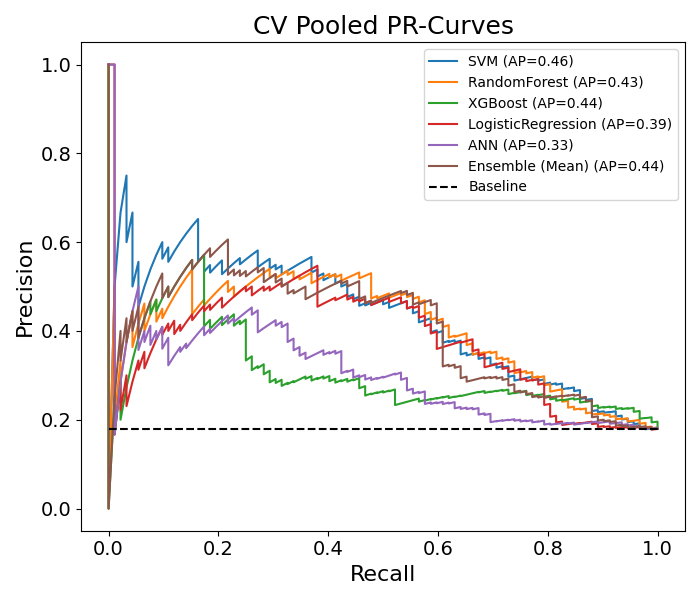 CV Pooled PR-Curves
SVM (AP=0.46)
RandomForest (AP=0.43)
XGBoost (AP=0.44)
LogisticRegression (AP=0.39)
ANN (AP=0.33)
Ensemble (Mean) (AP=0.44)
Baseline
Precision
1.0
0.8
0.6
0.4
0.2
0.0
0.0 0.2 0.4 0.6 0.8 1.0
Recall